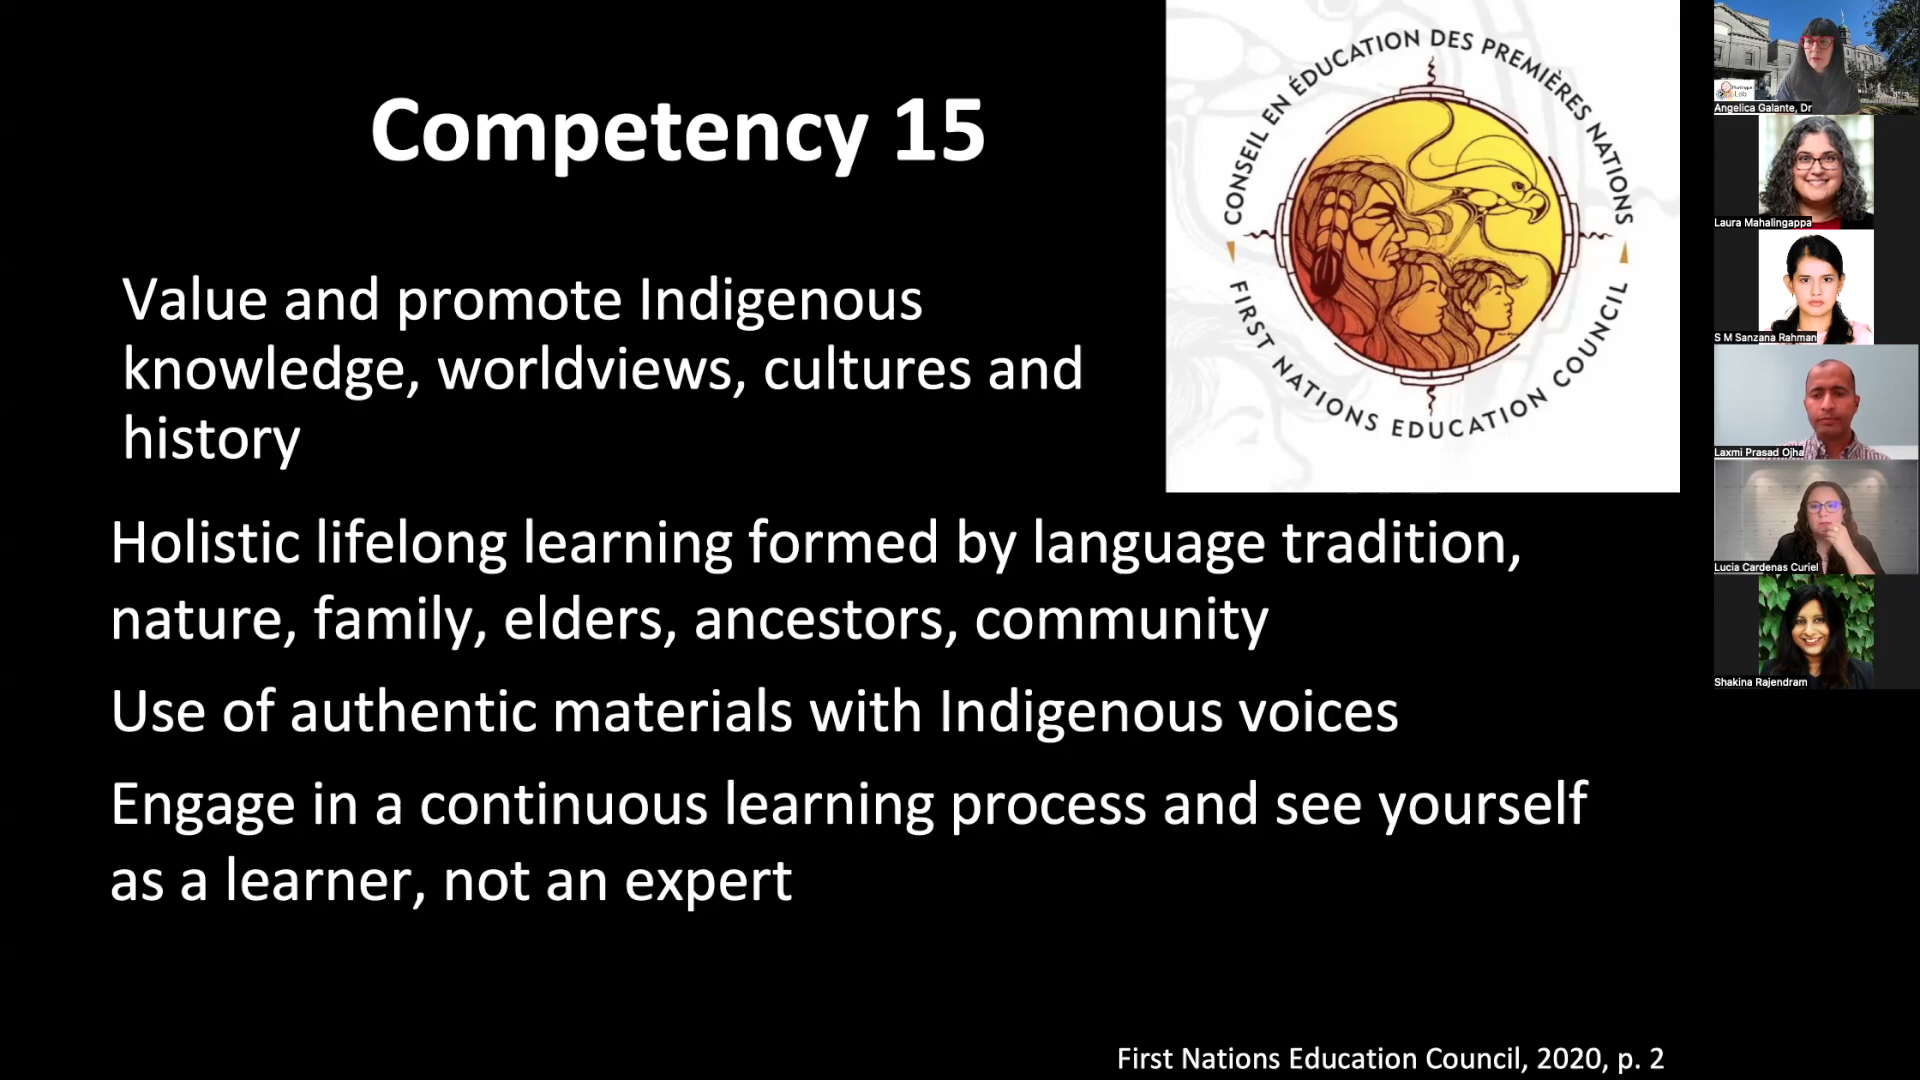 Competency 15
CONSEIL EN ÉDUCATION DES PREMIÈRES NATIONS
FIRST NATIONS EDUCATION COUNCIL
Value and promote Indigenous
knowledge, worldviews, cultures and
history
Holistic lifelong learning formed by language tradition,
nature, family, elders, ancestors, community
Use of authentic materials with Indigenous voices
Engage in a continuous learning process and see yourself
as a learner, not an expert
First Nations Education Council, 2020, p. 2
Angelica Galante, Dr
Laura Mahalingappa
S M Sanzana Rahman
Laxmi Prasad Ojha
Lucia Cardenas Curiel
Shakina Rajendram